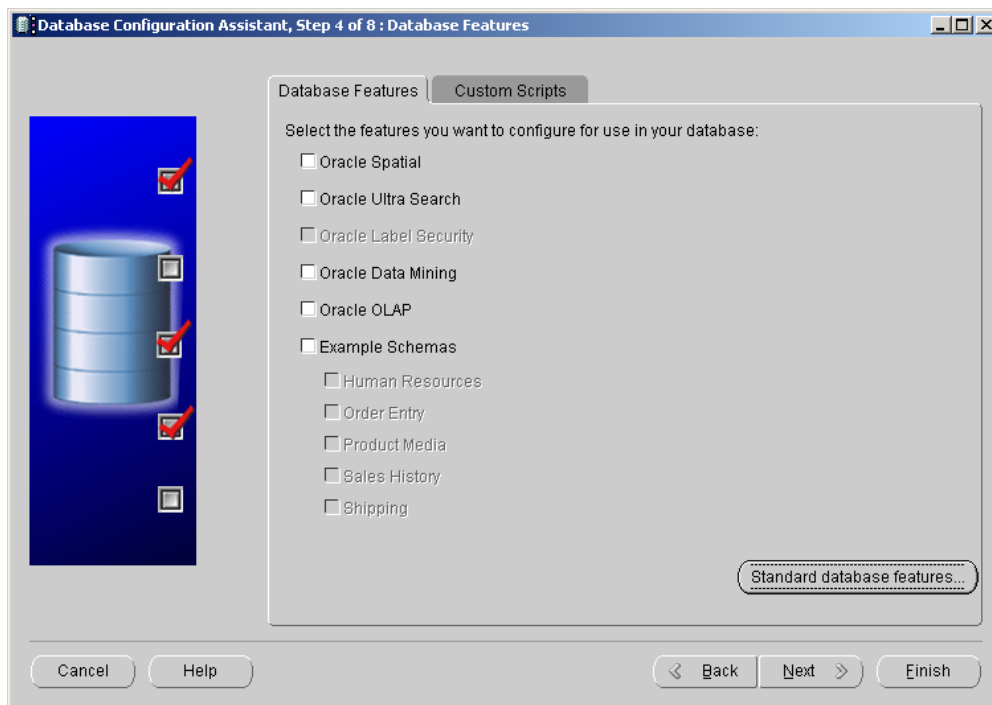 Database Configuration Assistant, Step 4 of 8 : Database Features
Database Features
Custom Scripts
Select the features you want to configure for use in your database:
Oracle Spatial
Oracle Ultra Search
Oracle Label Security
Oracle Data Mining
Oracle OLAP
Example Schemas
Human Resources
Order Entry
Product Media
Sales History
Shipping
Standard database features...
Cancel
Help
Back
Next
Finish